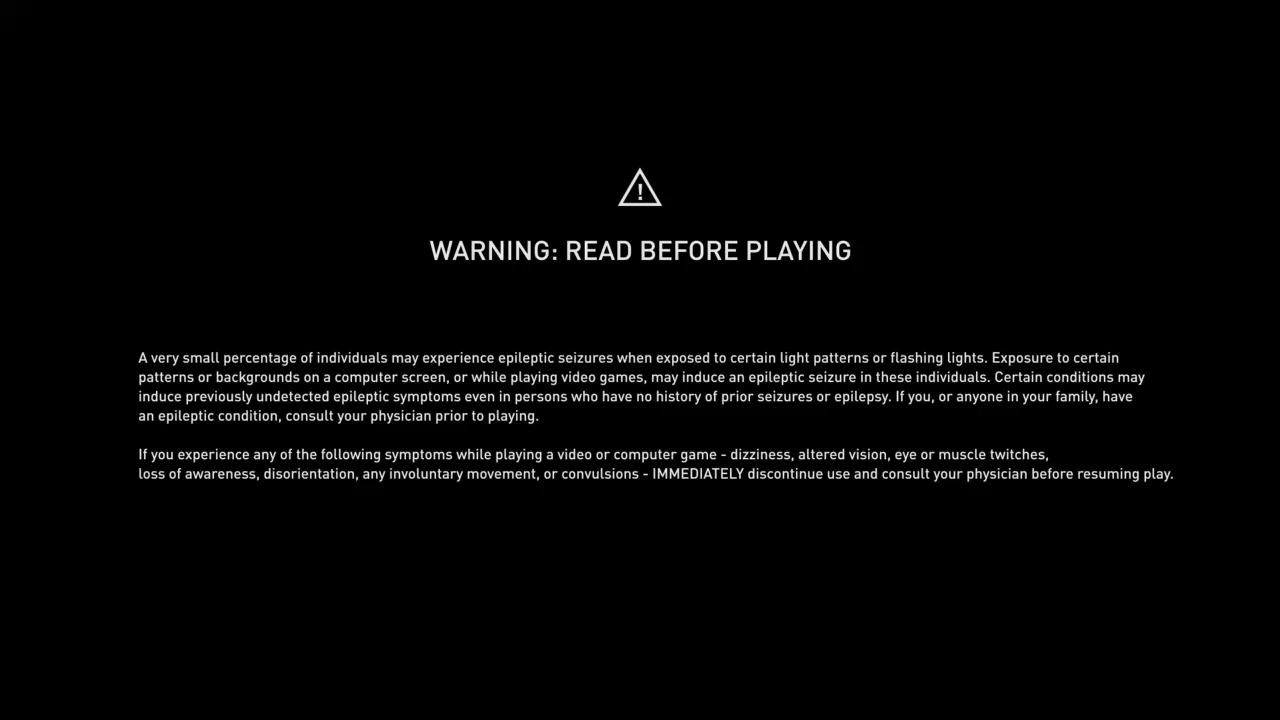 WARNING: READ BEFORE PLAYING
A very small percentage of individuals may experience epileptic seizures when exposed to certain light patterns or flashing lights. Exposure to certain
patterns or backgrounds on a computer screen, or while playing video games, may induce an epileptic seizure in these individuals. Certain conditions may
induce previously undetected epileptic symptoms even in persons who have no history of prior seizures or epilepsy. If you, or anyone in your family, have
an epileptic condition, consult your physician prior to playing.
If you experience any of the following symptoms while playing a video or computer game - dizziness, altered vision, eye or muscle twitches,
loss of awareness, disorientation, any involuntary movement, or convulsions - IMMEDIATELY discontinue use and consult your physician before resuming play.